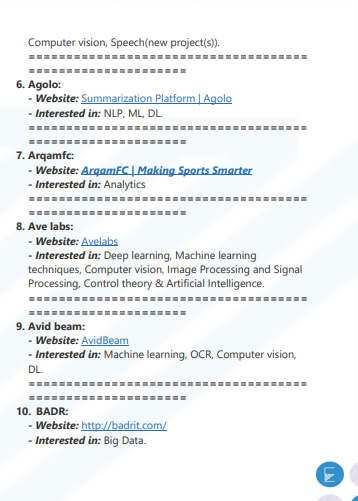 Computer vision, Speech(new project(s)).
=====================================
=====================
6. Agolo:
- Website: Summarization Platform | Agolo
- Interested in: NLP, ML, DL.
=====================================
=====================
7. Arqamfc:
- Website: ArqamFC | Making Sports Smarter
- Interested in: Analytics
=====================================
=====================
8. Ave labs:
- Website: Avelabs
- Interested in: Deep learning, Machine learning
techniques, Computer vision, Image Processing and Signal
Processing, Control theory & Artificial Intelligence.
=====================================
=====================
9. Avid beam:
- Website: AvidBeam
- Interested in: Machine learning, OCR, Computer vision,
DL.
=====================================
=====================
10. BADR:
- Website: http://badrit.com/
- Interested in: Big Data.